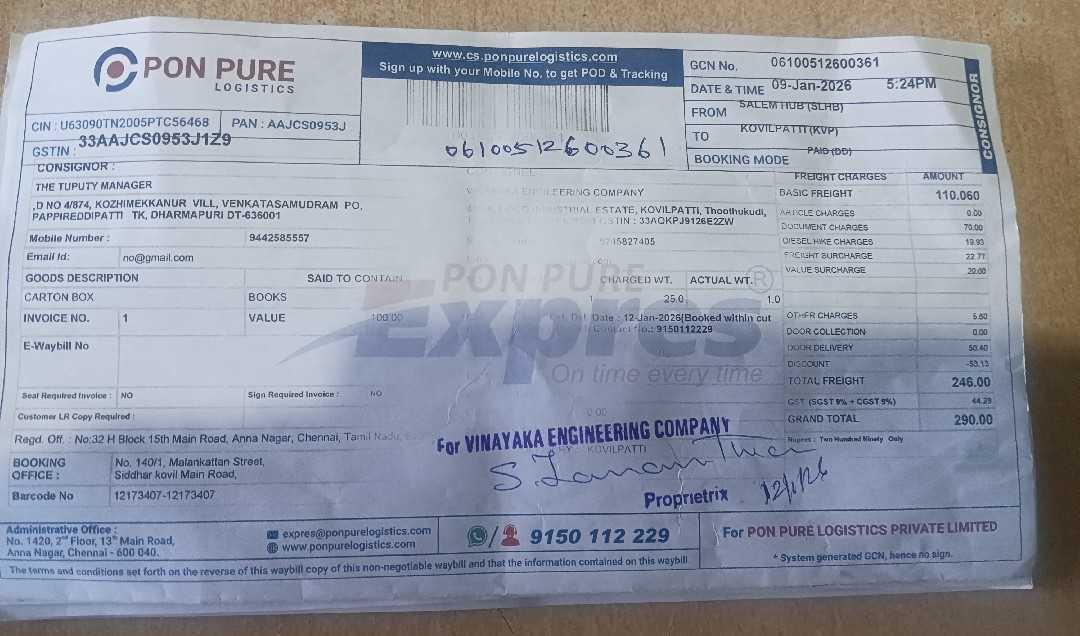 PON PURE
LOGISTICS
www.cs.ponpurelogistics.com
Sign up with your Mobile No. to get POD & Tracking
GCN No. 06100512600361
DATE & TIME 09-Jan-2026 5:24PM
FROM SALEM HUB (SLHB)
TO KOVILPATTI (KVP)
BOOKING MODE PAID (DD)
CONSIGNOR
CIN : U63090TN2005PTC56468 PAN : AAJCS0953J
GSTIN : 33AAJCS0953J1Z9
06100512600361
CONSIGNOR :
THE TUPUTY MANAGER
,D NO 4/874, KOZHIMEKKANUR VILL, VENKATASAMUDRAM PO,
PAPPIREDDIPATTI TK, DHARMAPURI DT-636001
Mobile Number : 9442585557
Email Id: no@gmail.com
ENGINEERING COMPANY
ESTATE, KOVILPATTI, Thoothukudi,
GSTIN : 33AQKPJ9126E2ZW
GOODS DESCRIPTION SAID TO CONTAIN CHARGED WT. ACTUAL WT.
CARTON BOX BOOKS 25.0 1.0
INVOICE NO. 1 VALUE 100.00
Date : 12-Jan-2026(Booked within cut
9150112229
E-Waybill No
Seal Required Invoice : NO Sign Required Invoice : NO
Customer LR Copy Required :
0.00
PON PURE
Expres
On time every time
®
FREIGHT CHARGES AMOUNT
BASIC FREIGHT 110.060
ARTICLE CHARGES 0.00
DOCUMENT CHARGES 70.00
DIESEL HIKE CHARGES 19.93
FREIGHT SURCHARGE 22.71
VALUE SURCHARGE 20.00
OTHER CHARGES
DOOR COLLECTION 0.00
DOOR DELIVERY 50.40
DISCOUNT
TOTAL FREIGHT 246.00
GST (SGST 9% + CGST 9%)
GRAND TOTAL 290.00
Rupees : Two Hundred Ninety Only
Regd. Off. : No:32 H Block 15th Main Road, Anna Nagar, Chennai, Tamil Nadu,
BOOKING OFFICE : No. 140/1, Malankattan Street,
Siddhar kovil Main Road,
Barcode No 12173407-12173407
For VINAYAKA ENGINEERING COMPANY
KOVILPATTI
Proprietrix 12/1/26
Administrative Office :
No. 1420, 2nd Floor, 13th Main Road,
Anna Nagar, Chennai - 600 040.
expres@ponpurelogistics.com
www.ponpurelogistics.com
9150 112 229
For PON PURE LOGISTICS PRIVATE LIMITED
* System generated GCN, hence no sign.
The terms and conditions set forth on the reverse of this waybill copy of this non-negotiable waybill and that the information contained on this waybill